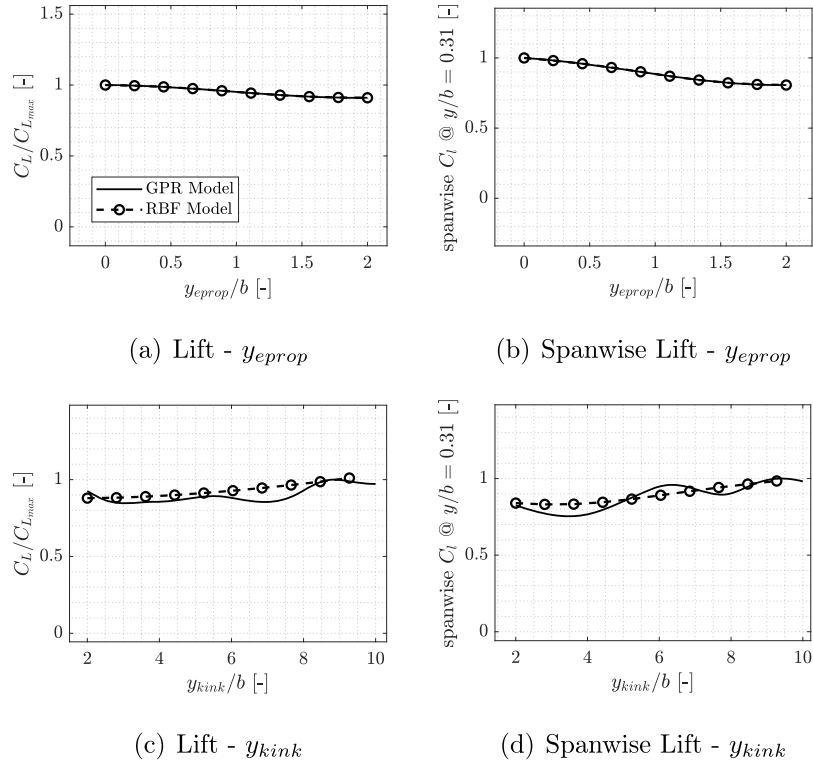 1.5
1
0.5
0
C_L/C_{L_{max}} [-]
GPR Model
RBF Model
0 0.5 1 1.5 2
y_{eprop}/b [-]
(a) Lift - y_{eprop}
1
0.5
0
spanwise C_l @ y/b = 0.31 [-]
0 0.5 1 1.5 2
y_{eprop}/b [-]
(b) Spanwise Lift - y_{eprop}
1
0.5
0
C_L/C_{L_{max}} [-]
2 4 6 8 10
y_{kink}/b [-]
(c) Lift - y_{kink}
1
0.5
0
spanwise C_l @ y/b = 0.31 [-]
2 4 6 8 10
y_{kink}/b [-]
(d) Spanwise Lift - y_{kink}